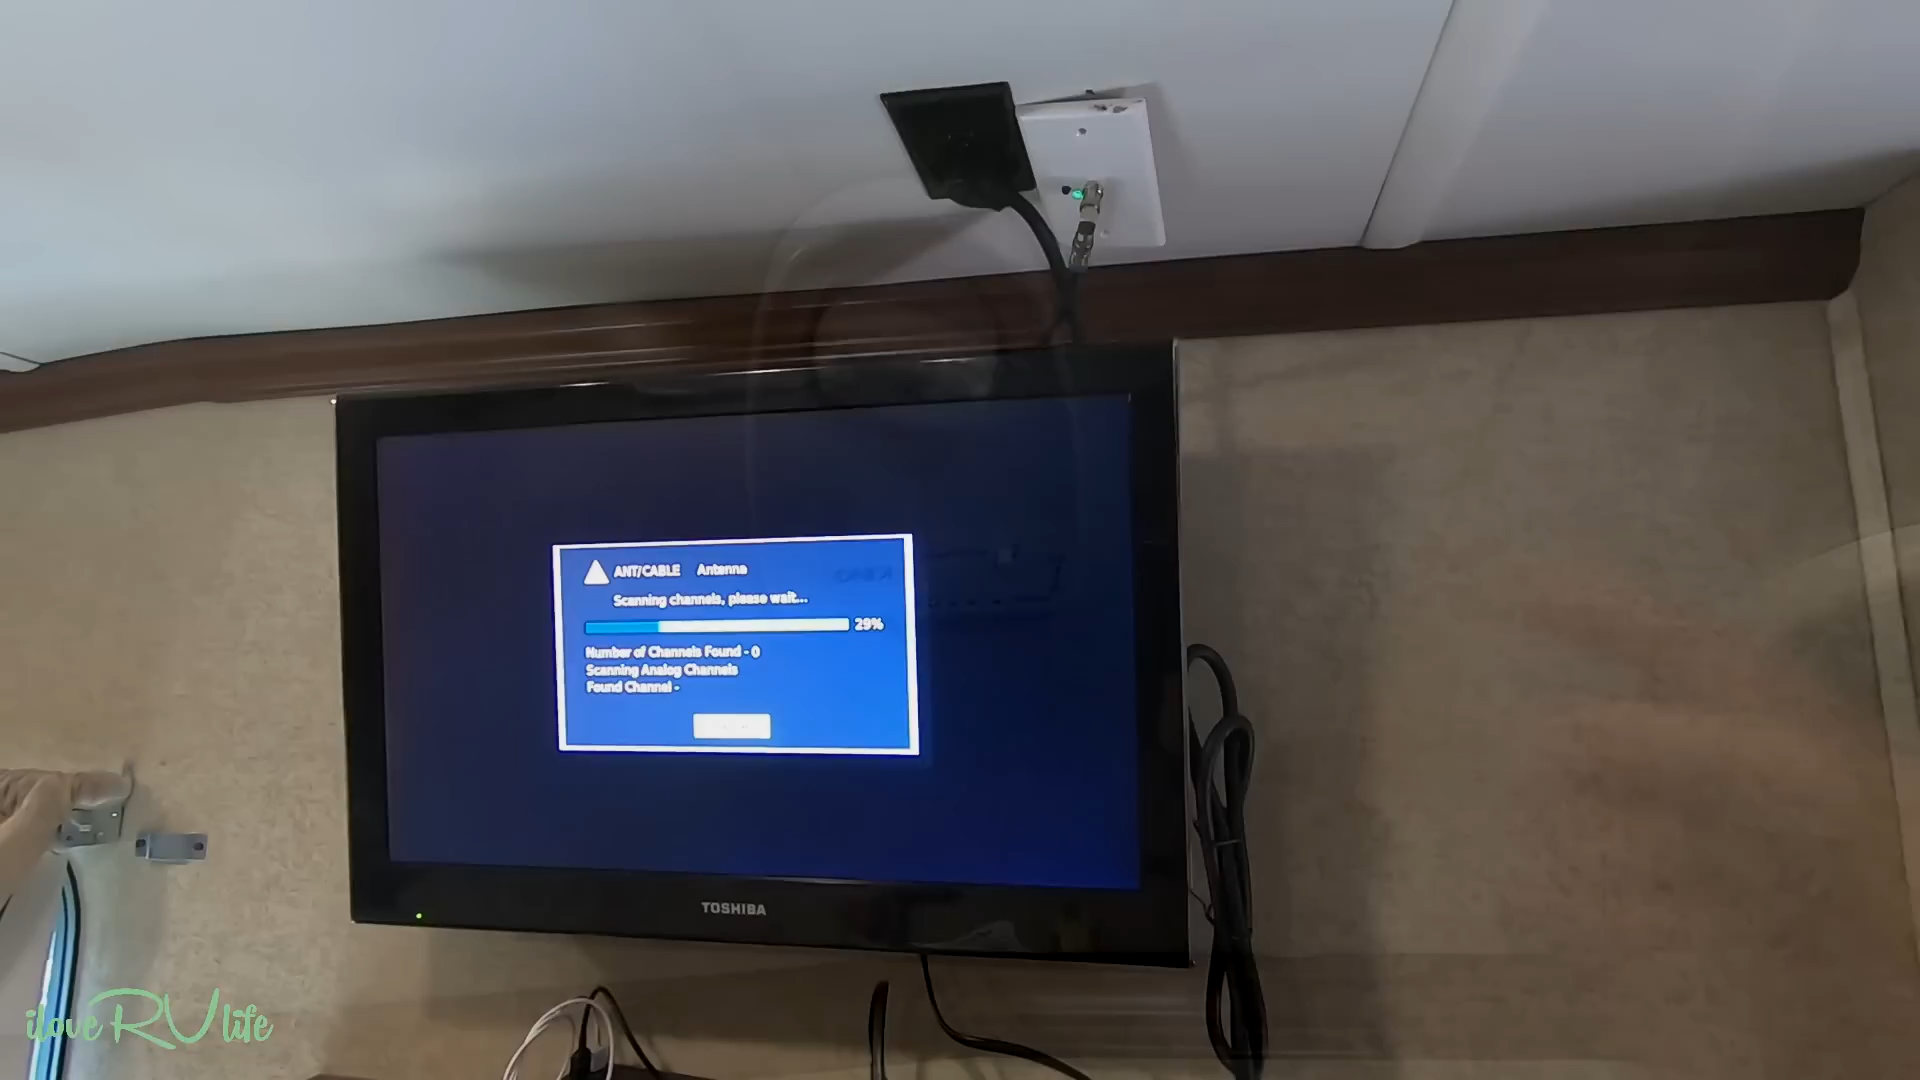 ANT/CABLE Antenna
Scanning channels, please wait...
29%
Number of Channels Found - 0
Scanning Analog Channels
Found Channel -
TOSHIBA
iloveRVlife